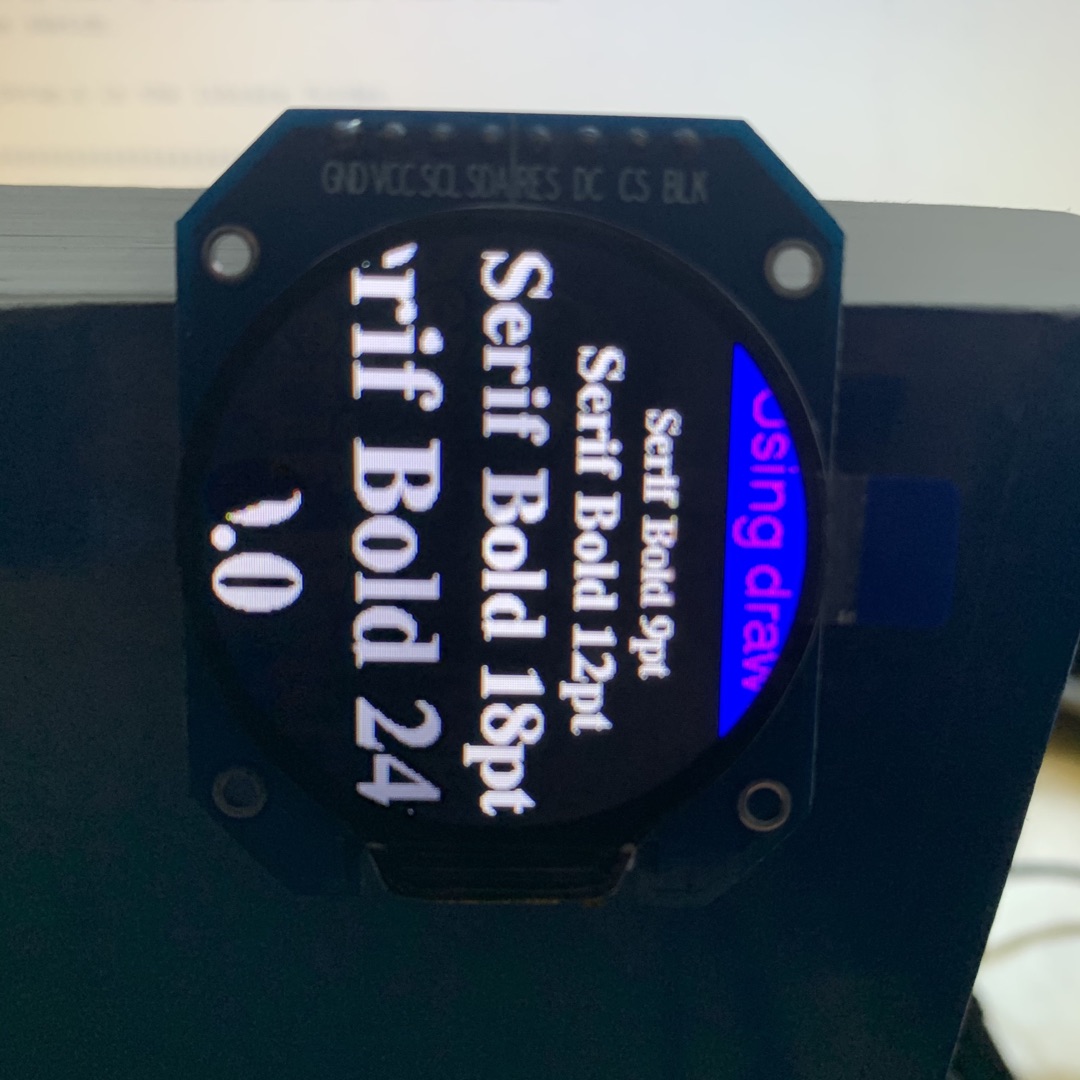 GND VCC SCL SDA RES DC CS BLK
Using draw
Serif Bold 9pt
Serif Bold 12pt
Serif Bold 18pt
rif Bold 24
.0